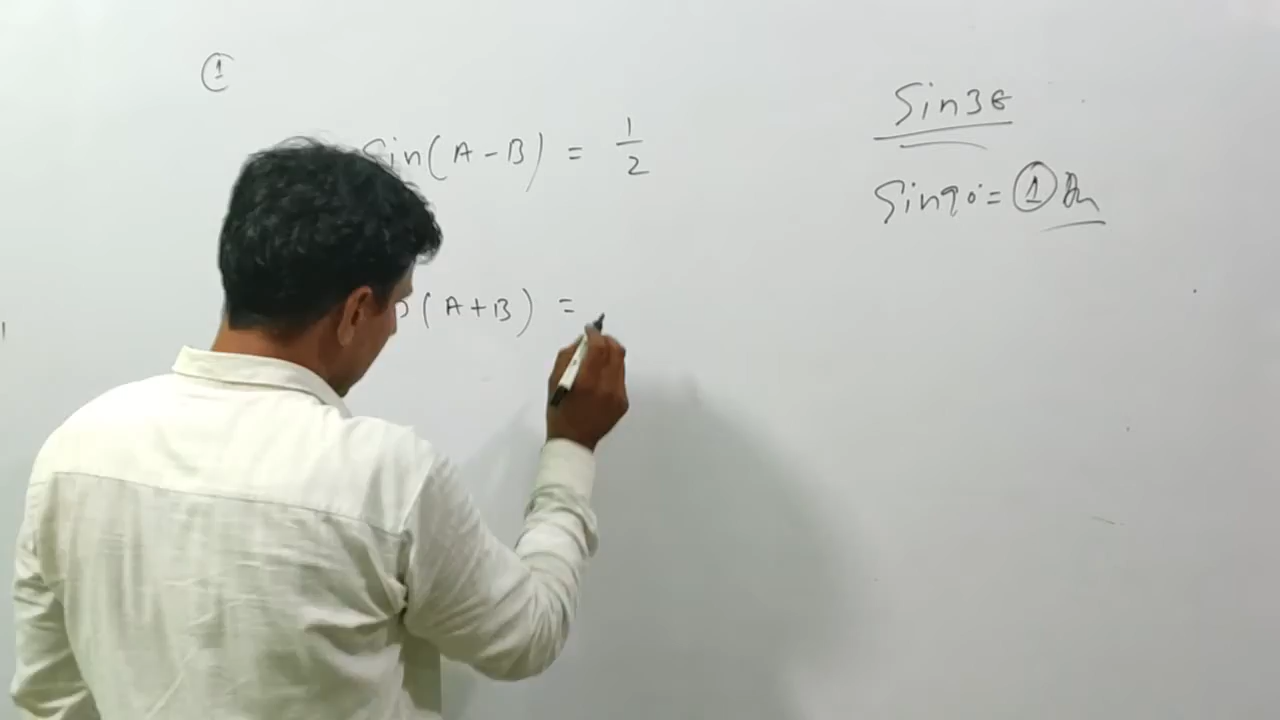 ①
Sin(A-B) = 1/2
(A+B) =
Sin3θ
Sin90° = ①